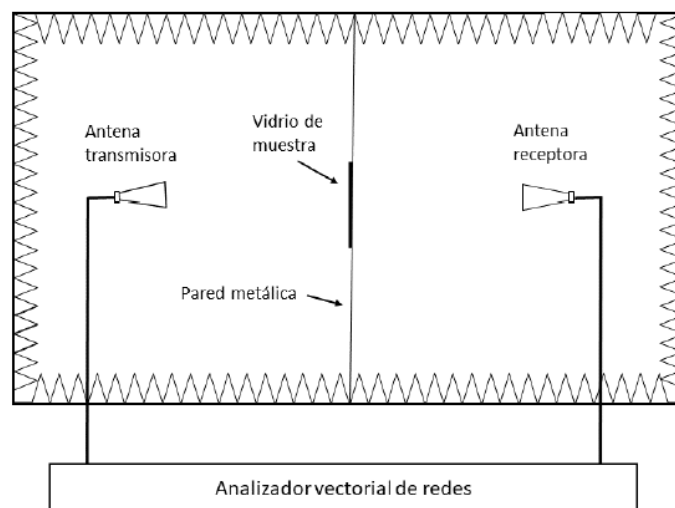 Antena
transmisora
Vidrio de
muestra
Antena
receptora
Pared metálica
Analizador vectorial de redes